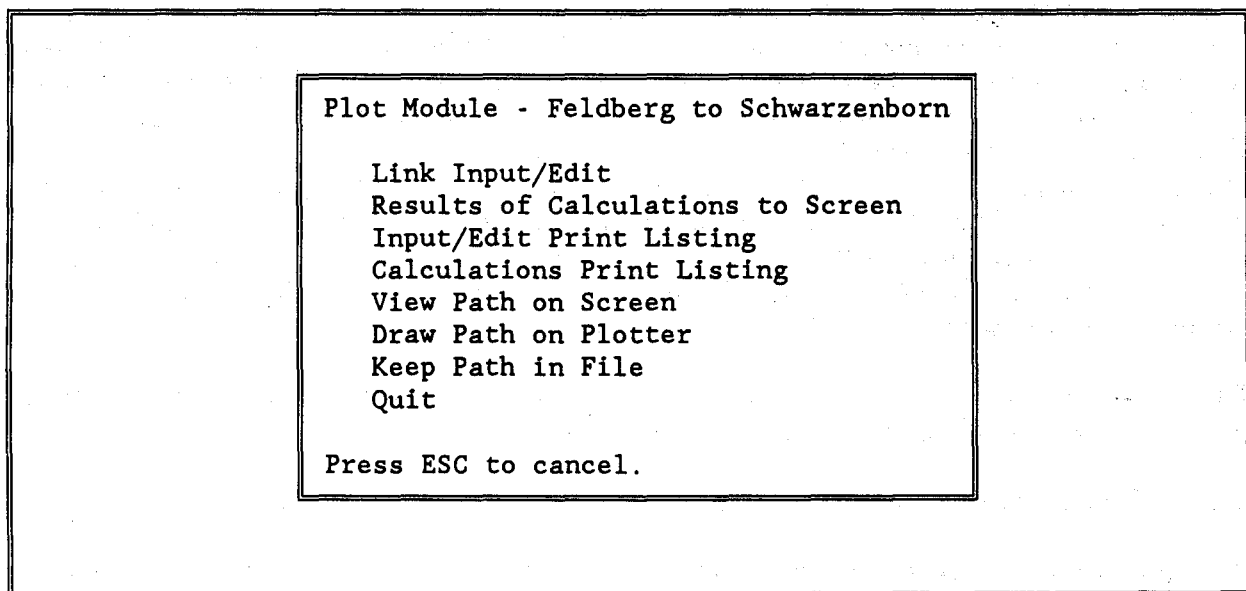 Plot Module - Feldberg to Schwarzenborn
Link Input/Edit
Results of Calculations to Screen
Input/Edit Print Listing
Calculations Print Listing
View Path on Screen
Draw Path on Plotter
Keep Path in File
Quit
Press ESC to cancel.